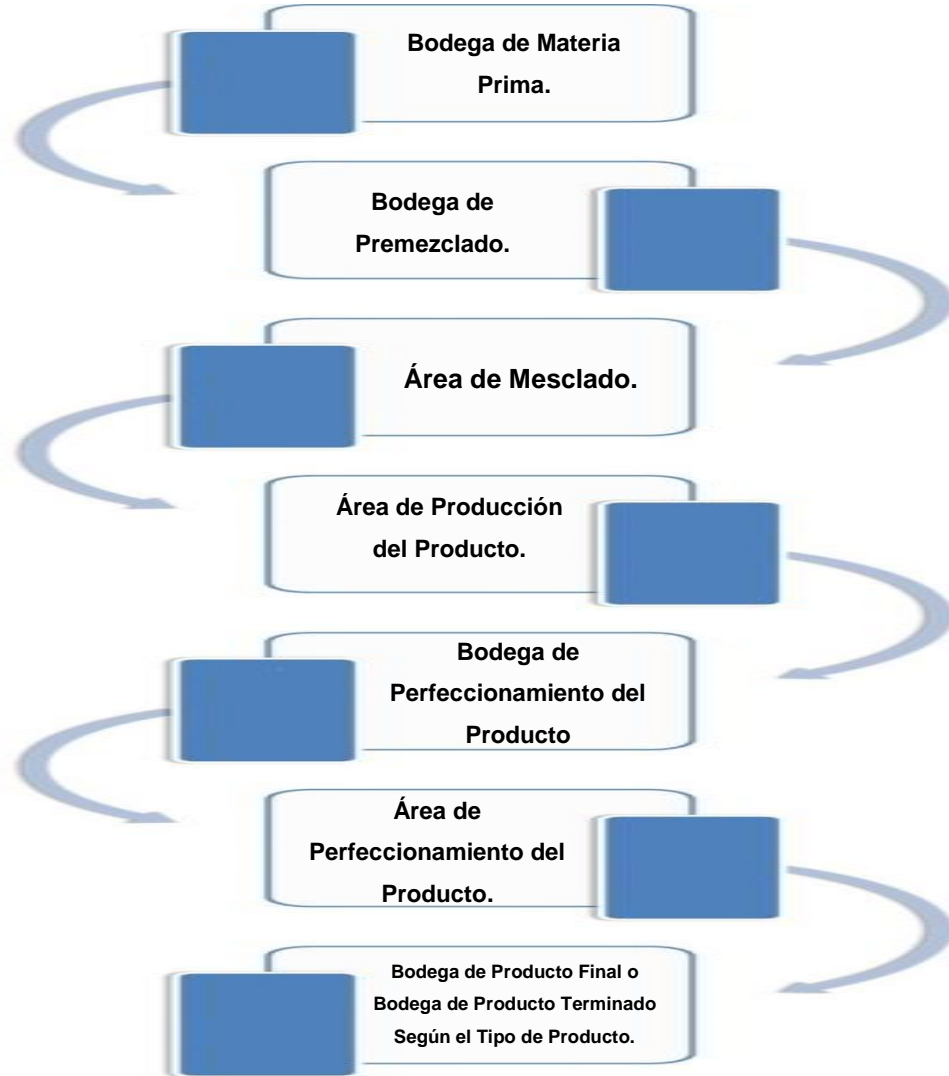 Bodega de Materia
Prima.
Bodega de
Premezclado.
Área de Mesclado.
Área de Producción
del Producto.
Bodega de
Perfeccionamiento del
Producto
Área de
Perfeccionamiento del
Producto.
Bodega de Producto Final o
Bodega de Producto Terminado
Según el Tipo de Producto.